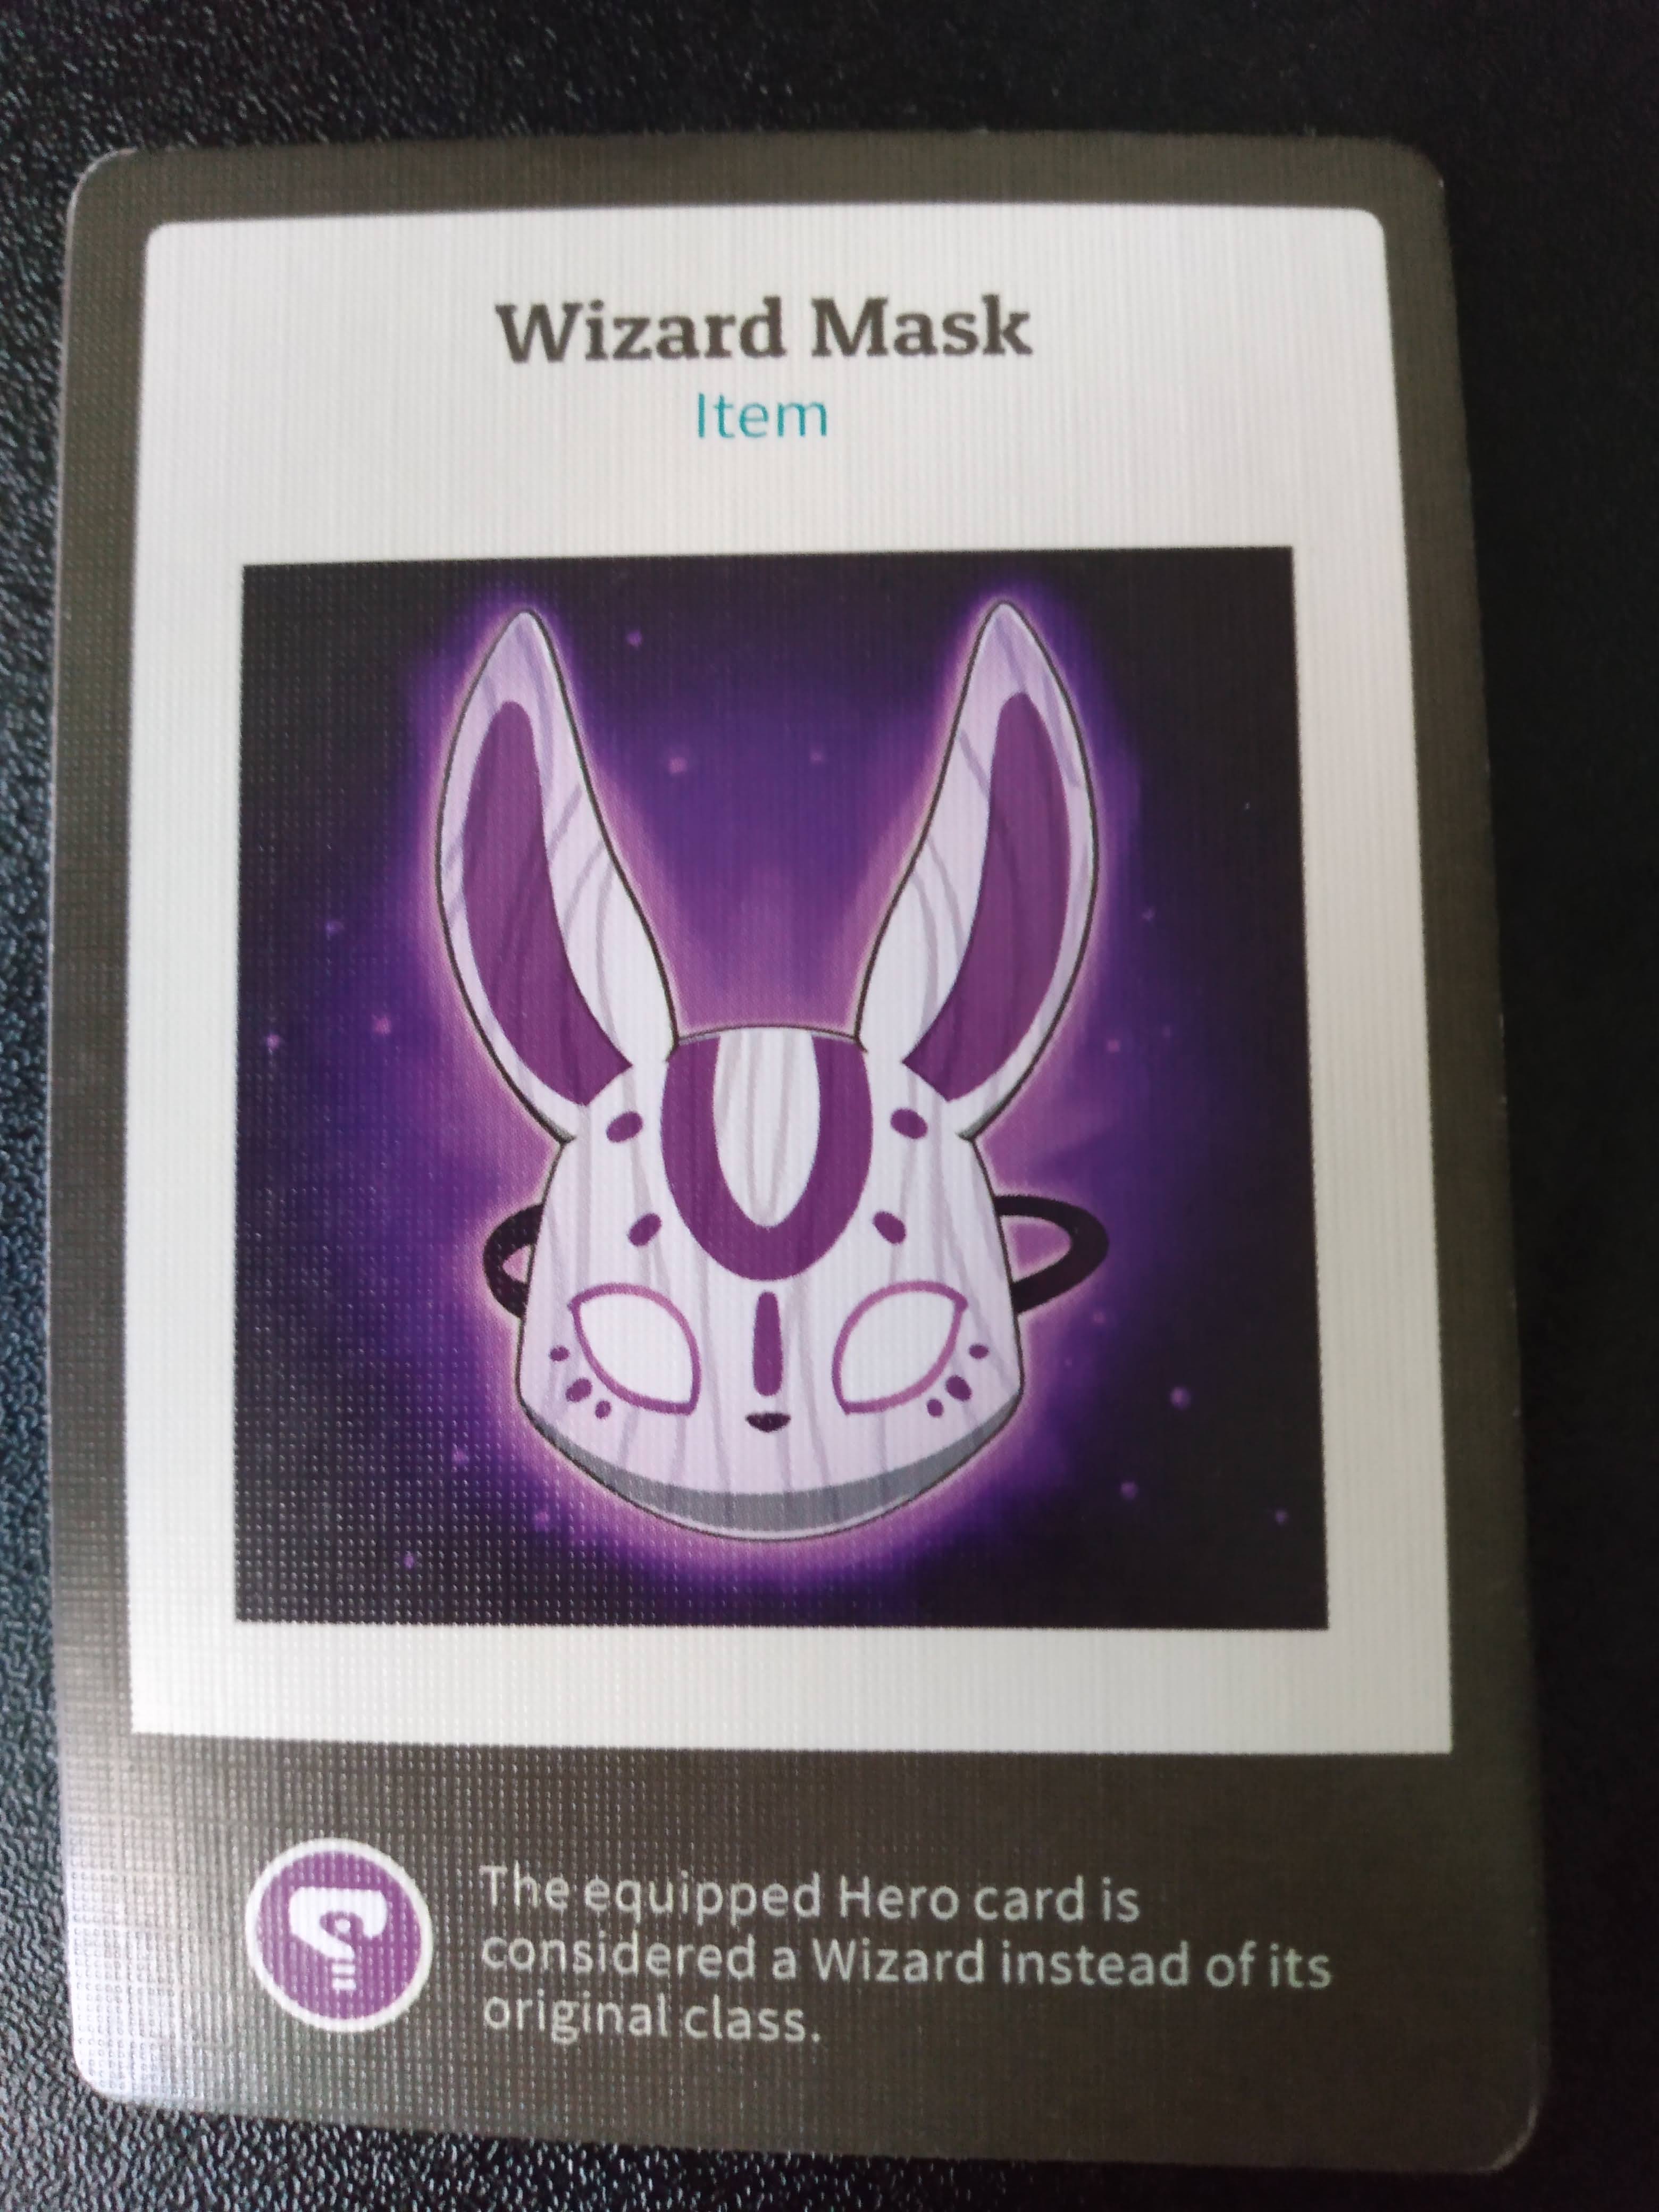 Wizard Mask
Item
The equipped Hero card is
considered a Wizard instead of its
original class.